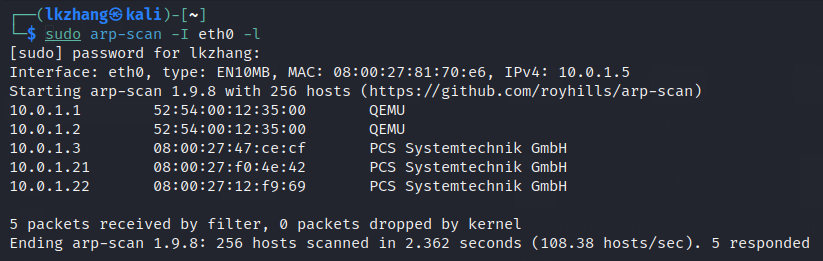 ┌──(lkzhang㉿kali)-[~]
└─$ sudo arp-scan -I eth0 -l
[sudo] password for lkzhang:
Interface: eth0, type: EN10MB, MAC: 08:00:27:81:70:e6, IPv4: 10.0.1.5
Starting arp-scan 1.9.8 with 256 hosts (https://github.com/royhills/arp-scan)
10.0.1.1 52:54:00:12:35:00 QEMU
10.0.1.2 52:54:00:12:35:00 QEMU
10.0.1.3 08:00:27:47:ce:cf PCS Systemtechnik GmbH
10.0.1.21 08:00:27:f0:4e:42 PCS Systemtechnik GmbH
10.0.1.22 08:00:27:12:f9:69 PCS Systemtechnik GmbH
5 packets received by filter, 0 packets dropped by kernel
Ending arp-scan 1.9.8: 256 hosts scanned in 2.362 seconds (108.38 hosts/sec). 5 responded